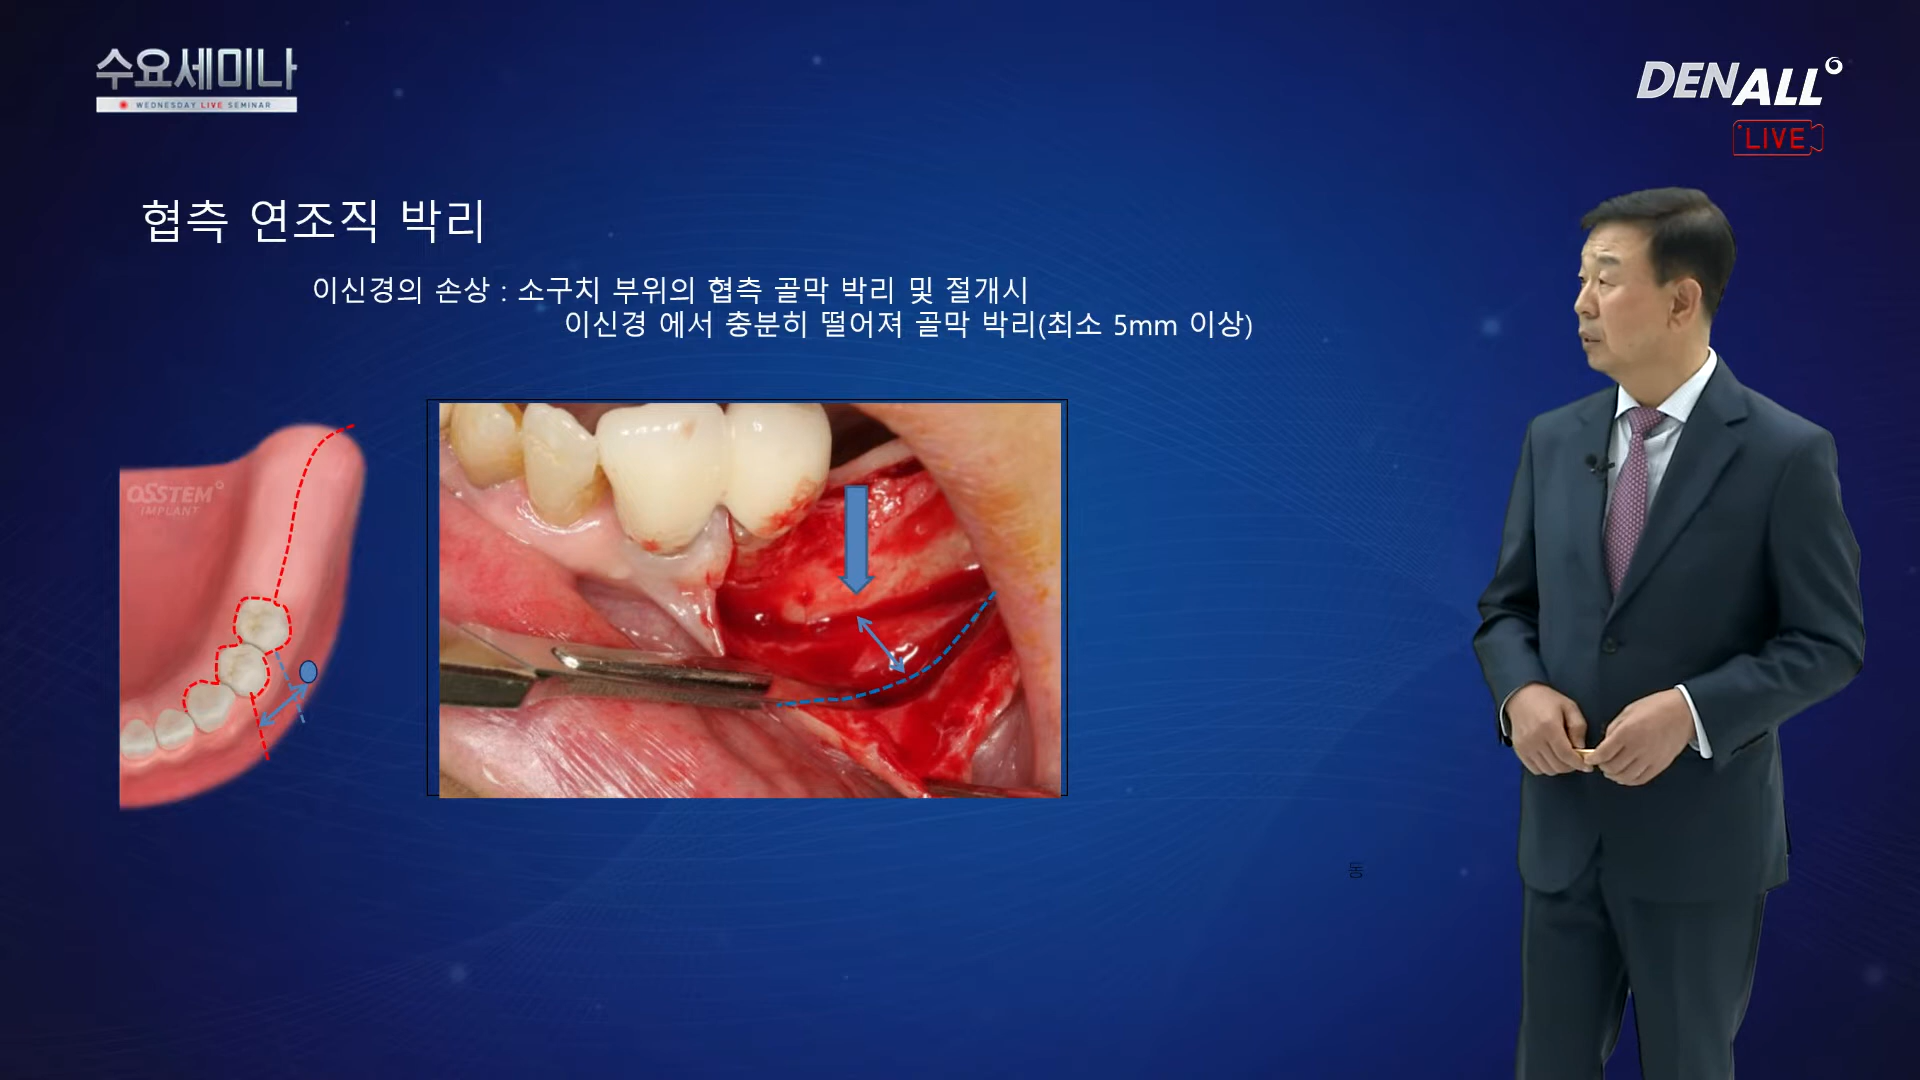 수요세미나
WEDNESDAY LIVE SEMINAR
DENALL
LIVE
협측 연조직 박리
이신경의 손상 : 소구치 부위의 협측 골막 박리 및 절개시
이신경 에서 충분히 떨어져 골막 박리(최소 5mm 이상)
OSSTEM
IMPLANT
동